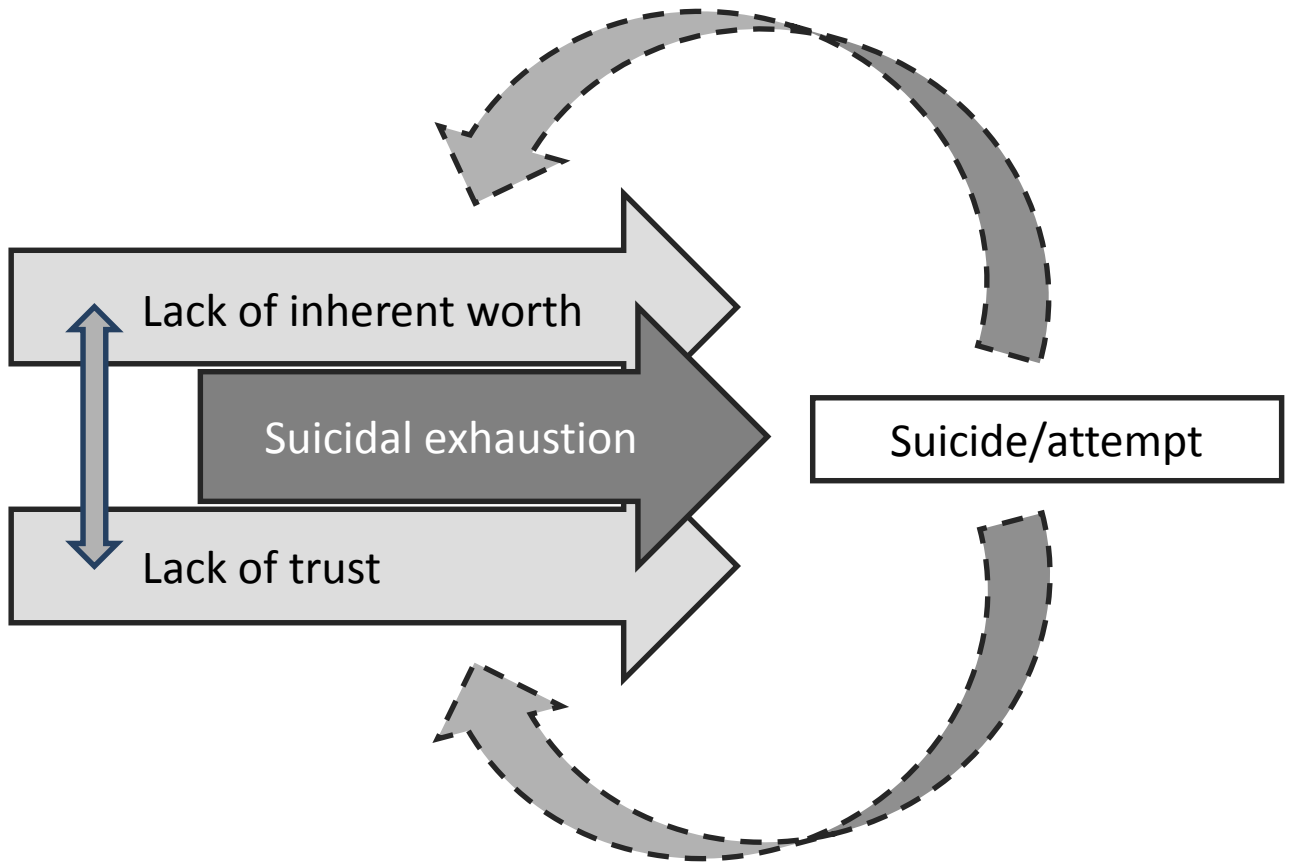 Lack of inherent worth
Suicidal exhaustion
Suicide/attempt
Lack of trust